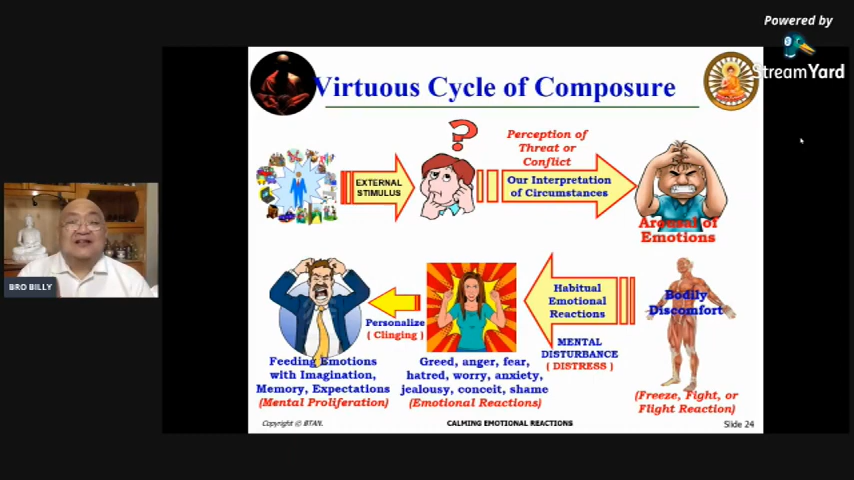 Powered by
StreamYard
Virtuous Cycle of Composure
?
Perception of
Threat or
Conflict
EXTERNAL
STIMULUS
Our Interpretation
of Circumstances
Arousal of
Emotions
BRO BILLY
Personalize
( Clinging )
Habitual
Emotional
Reactions
Bodily
Discomfort
MENTAL
DISTURBANCE
( DISTRESS )
Feeding Emotions
with Imagination,
Memory, Expectations
(Mental Proliferation)
Greed, anger, fear,
hatred, worry, anxiety,
jealousy, conceit, shame
(Emotional Reactions)
(Freeze, Fight, or
Flight Reaction)
Copyright © BTAN.
CALMING EMOTIONAL REACTIONS
Slide 24